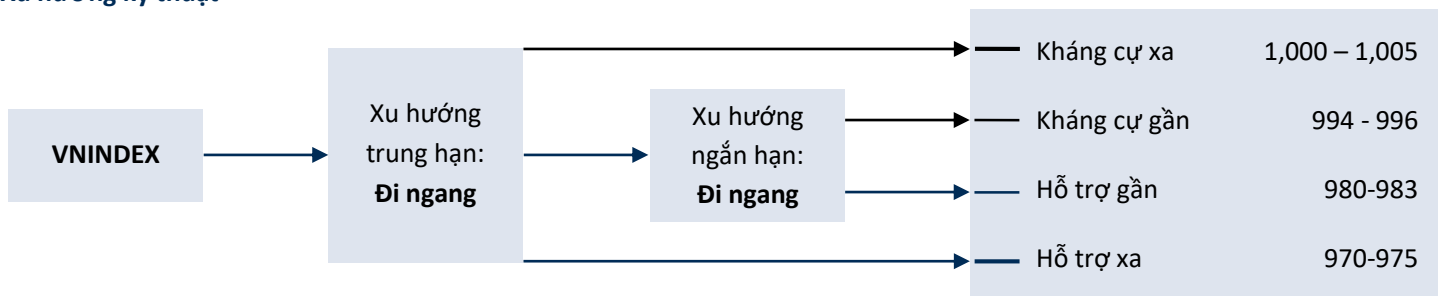 VNINDEX
Xu hướng
trung hạn:
Đi ngang
Xu hướng
ngắn hạn:
Đi ngang
Kháng cự xa 1,000 – 1,005
Kháng cự gần 994 - 996
Hỗ trợ gần 980-983
Hỗ trợ xa 970-975